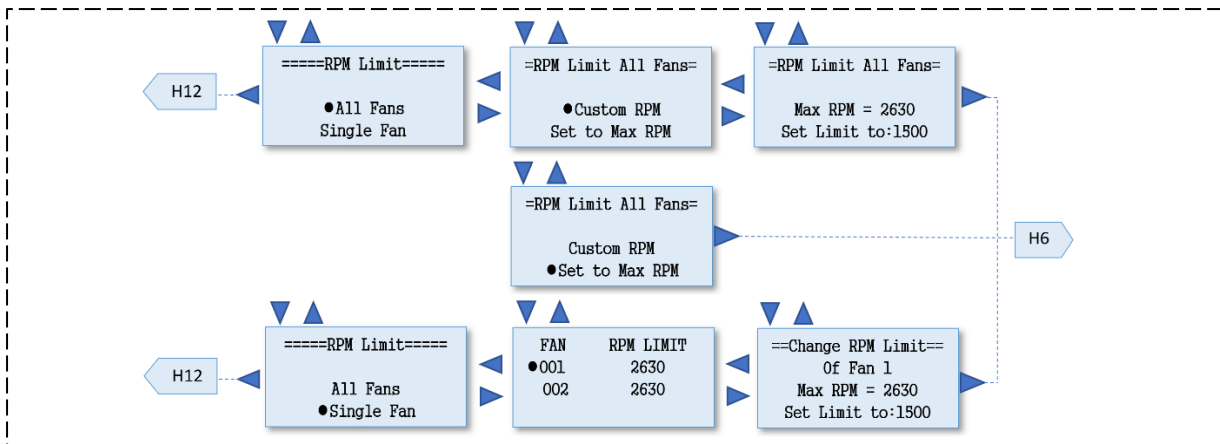 H12
=====RPM Limit=====
●All Fans
Single Fan
=RPM Limit All Fans=
●Custom RPM
Set to Max RPM
=RPM Limit All Fans=
Max RPM = 2630
Set Limit to:1500
=RPM Limit All Fans=
Custom RPM
●Set to Max RPM
H6
H12
=====RPM Limit=====
All Fans
●Single Fan
FAN RPM LIMIT
●001 2630
002 2630
==Change RPM Limit==
Of Fan 1
Max RPM = 2630
Set Limit to:1500